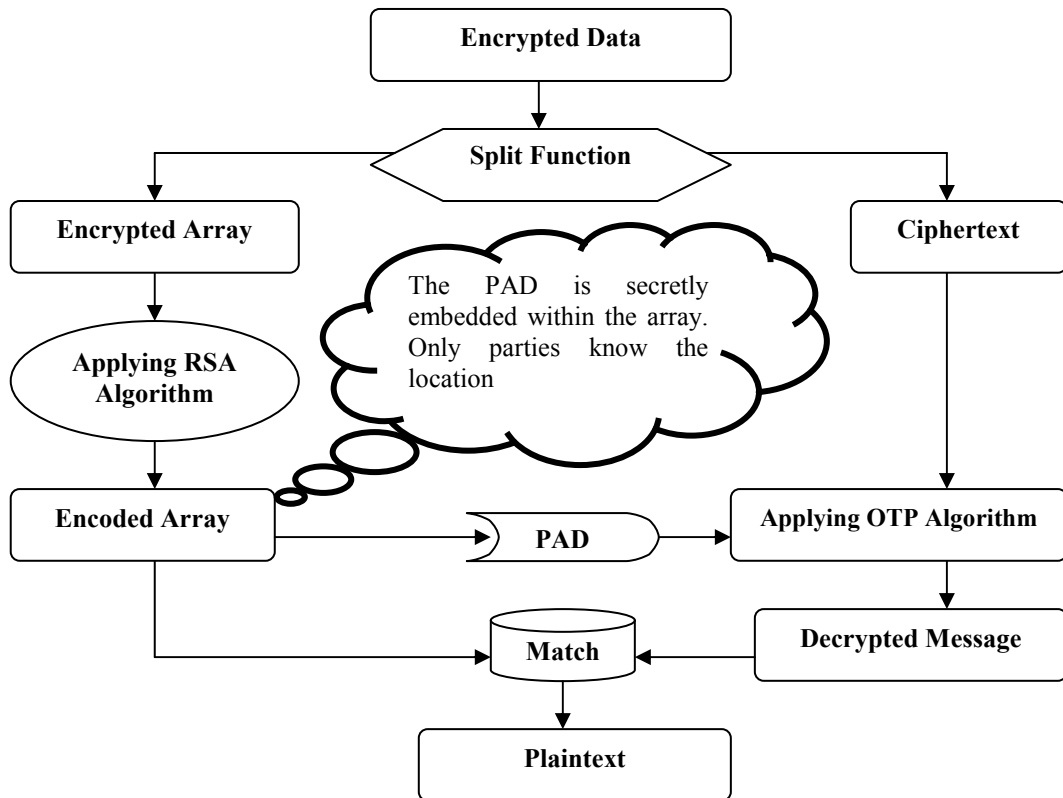 Encrypted Data
Split Function
Encrypted Array
Ciphertext
The PAD is secretly
embedded within the array.
Only parties know the
location
Applying RSA
Algorithm
Encoded Array
PAD
Applying OTP Algorithm
Match
Decrypted Message
Plaintext